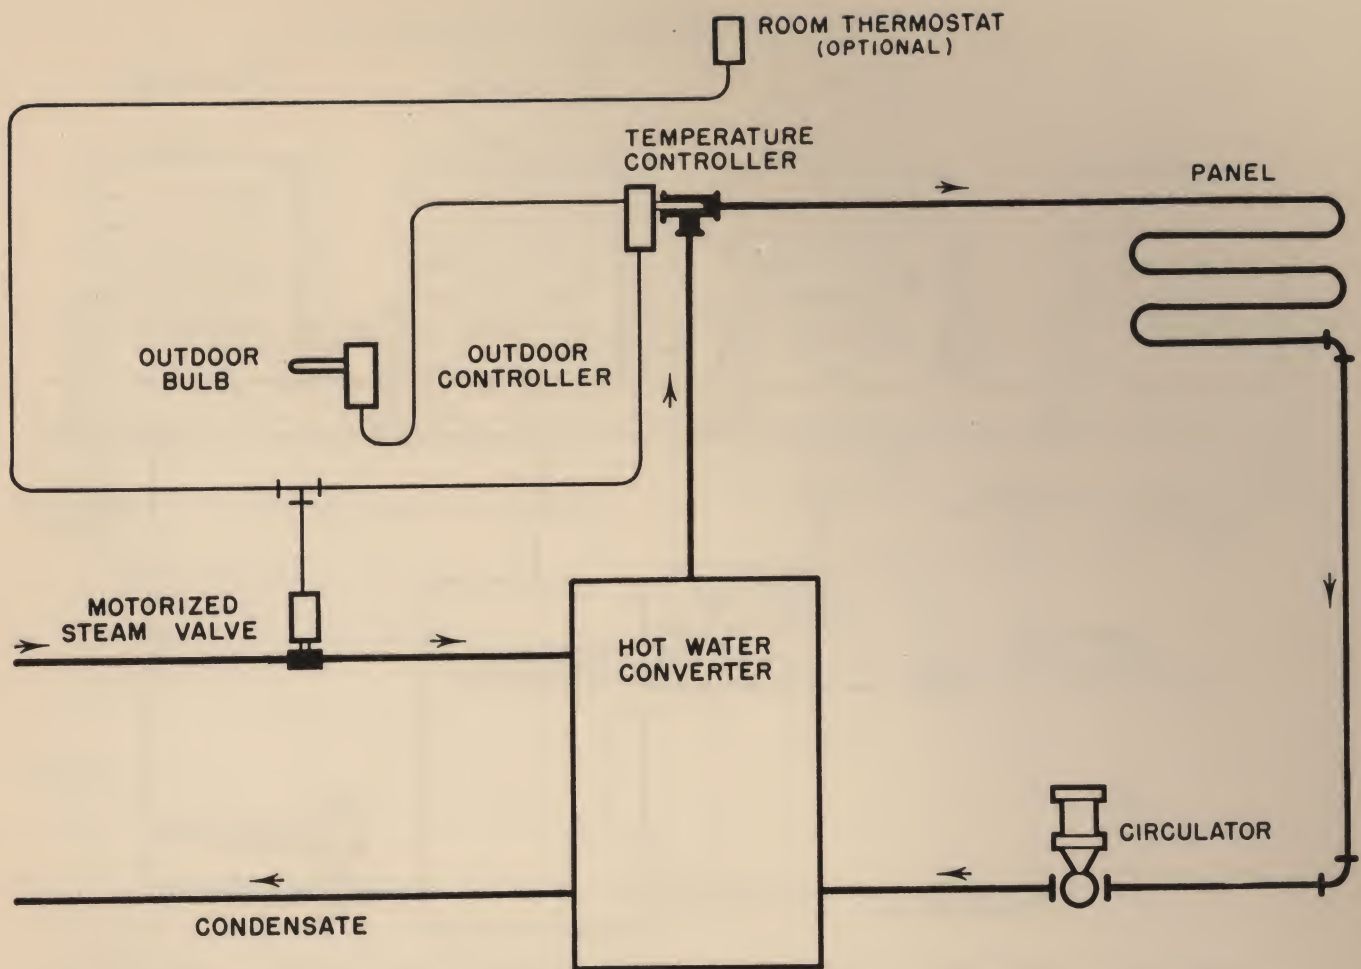 ROOM THERMOSTAT
(OPTIONAL)
TEMPERATURE
CONTROLLER
PANEL
OUTDOOR
BULB
OUTDOOR
CONTROLLER
MOTORIZED
STEAM VALVE
HOT WATER
CONVERTER
CIRCULATOR
CONDENSATE